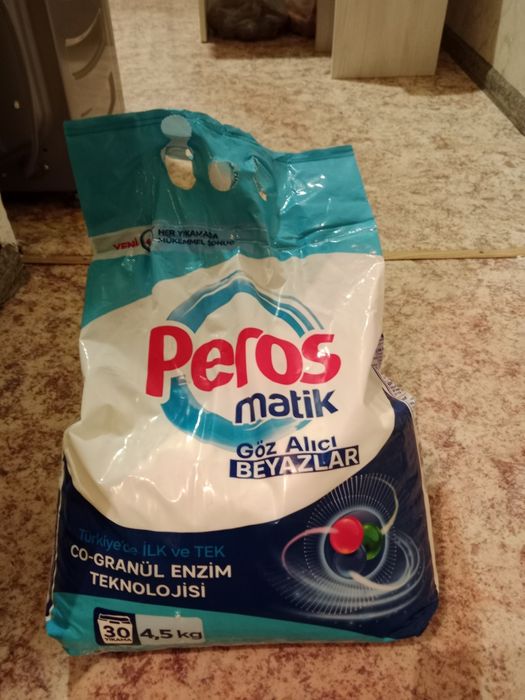 YENİ
HER YIKAMADA
MÜKEMMEL SONUÇ
Peros
matik
Göz Alıcı
BEYAZLAR
Türkiye'de İLK ve TEK
CO-GRANÜL ENZİM
TEKNOLOJİSİ
30
YIKAMA
4,5 kg